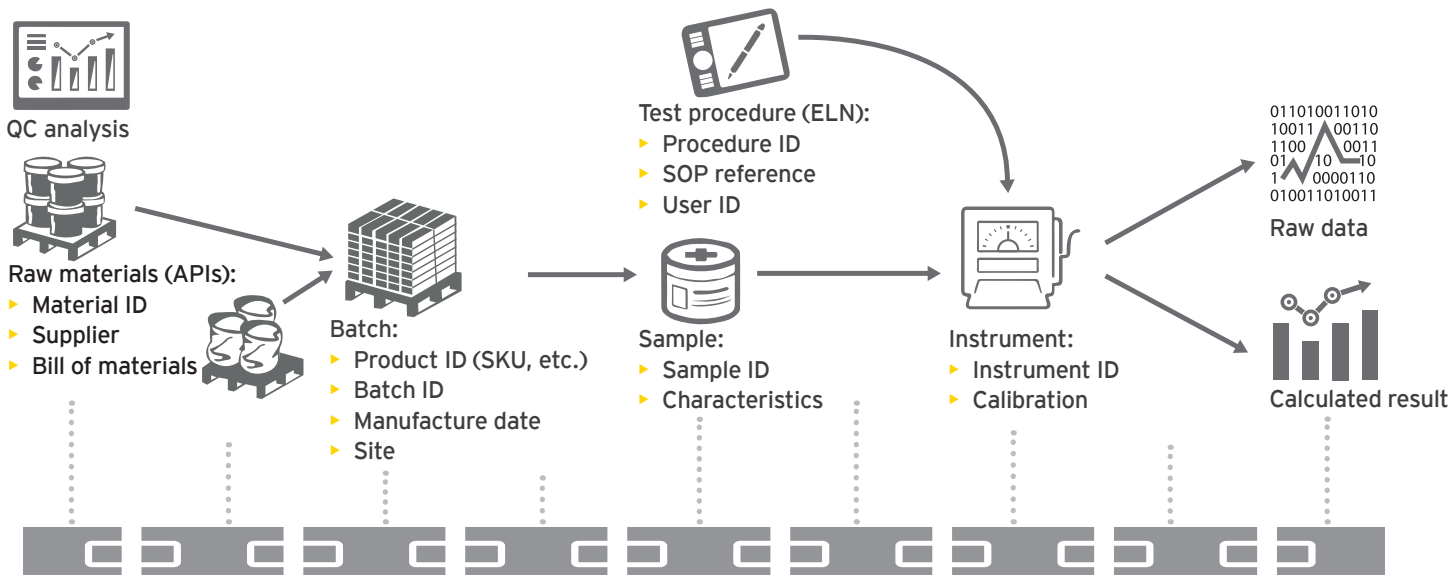 QC analysis
Raw materials (APIs):
▸ Material ID
▸ Supplier
▸ Bill of materials
Batch:
▸ Product ID (SKU, etc.)
▸ Batch ID
▸ Manufacture date
▸ Site
Test procedure (ELN):
▸ Procedure ID
▸ SOP reference
▸ User ID
Sample:
▸ Sample ID
▸ Characteristics
Instrument:
▸ Instrument ID
▸ Calibration
011010011010
10011 00110
1100 0011
01 10 10
1 0000110
010011010011
Raw data
Calculated result